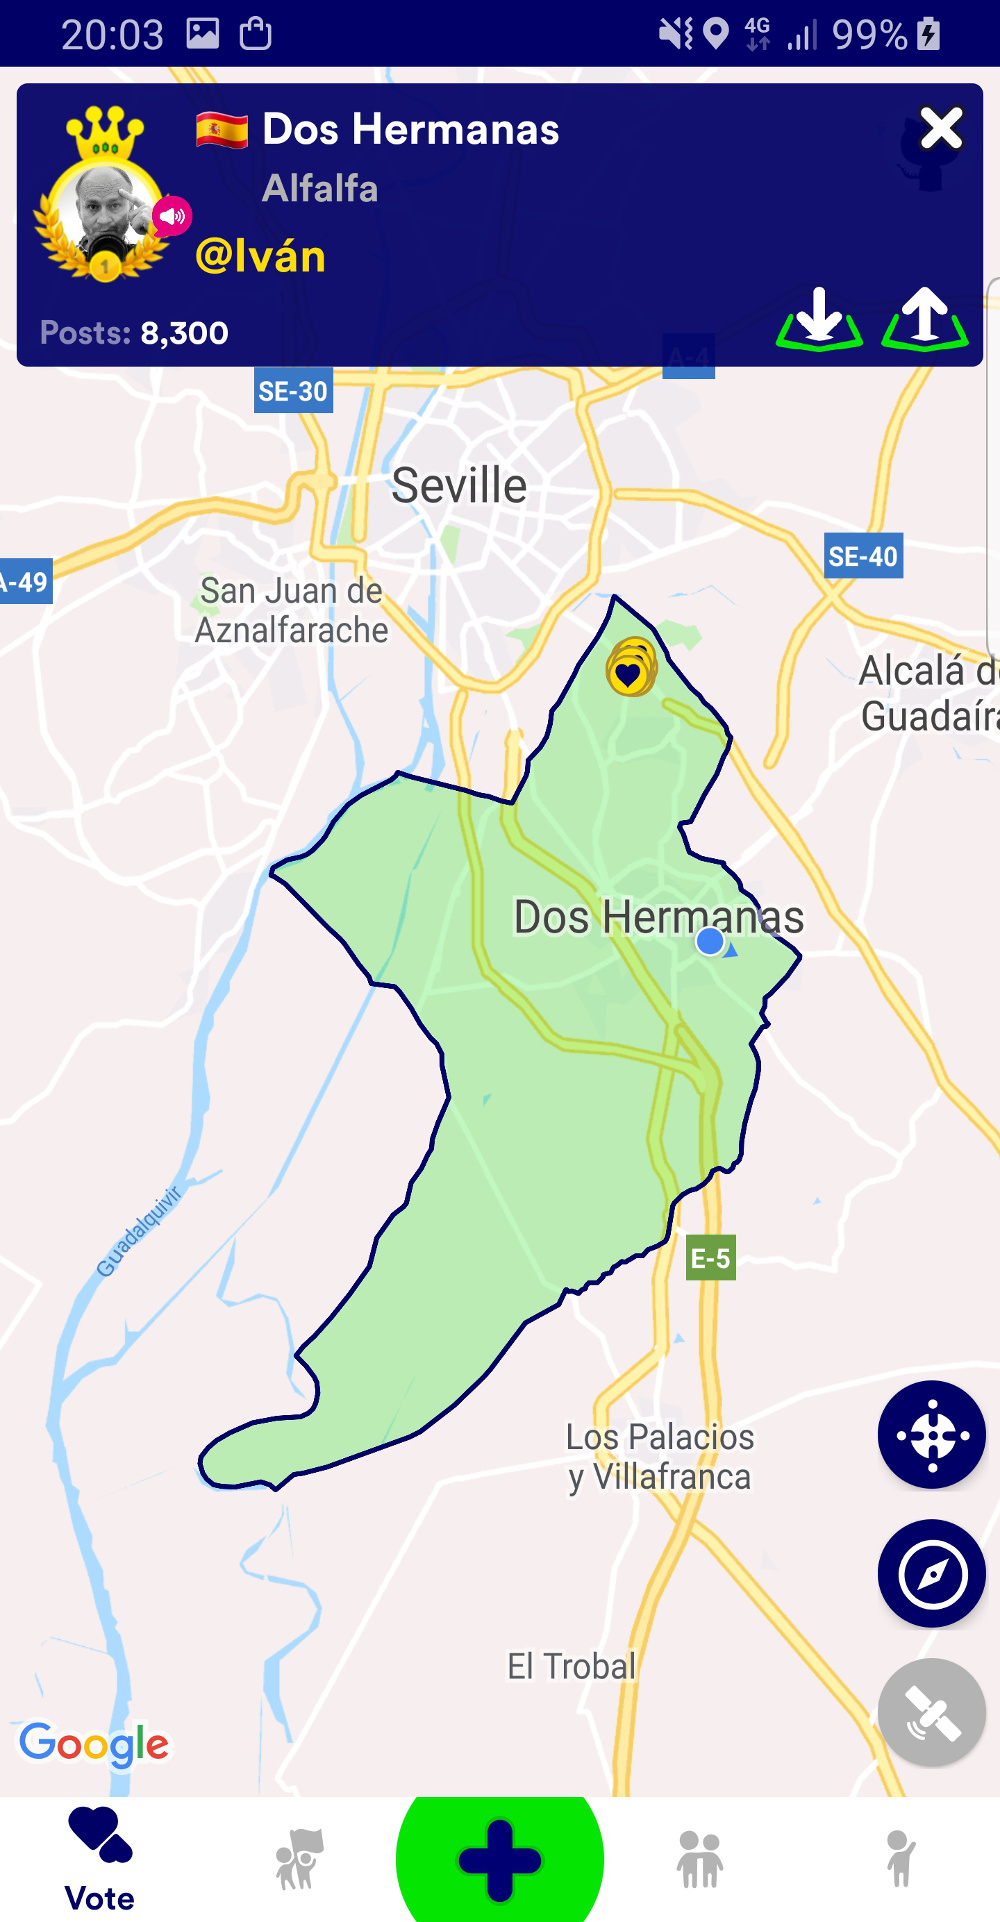 20:03
4G
99%
Dos Hermanas
Alfalfa
@Iván
1
Posts: 8,300
A-4
SE-30
Seville
SE-40
A-49
San Juan de
Aznalfarache
Alcalá d
Guadaír
Dos Hermanas
Guadalquivir
E-5
Los Palacios
y Villafranca
El Trobal
Google
Vote